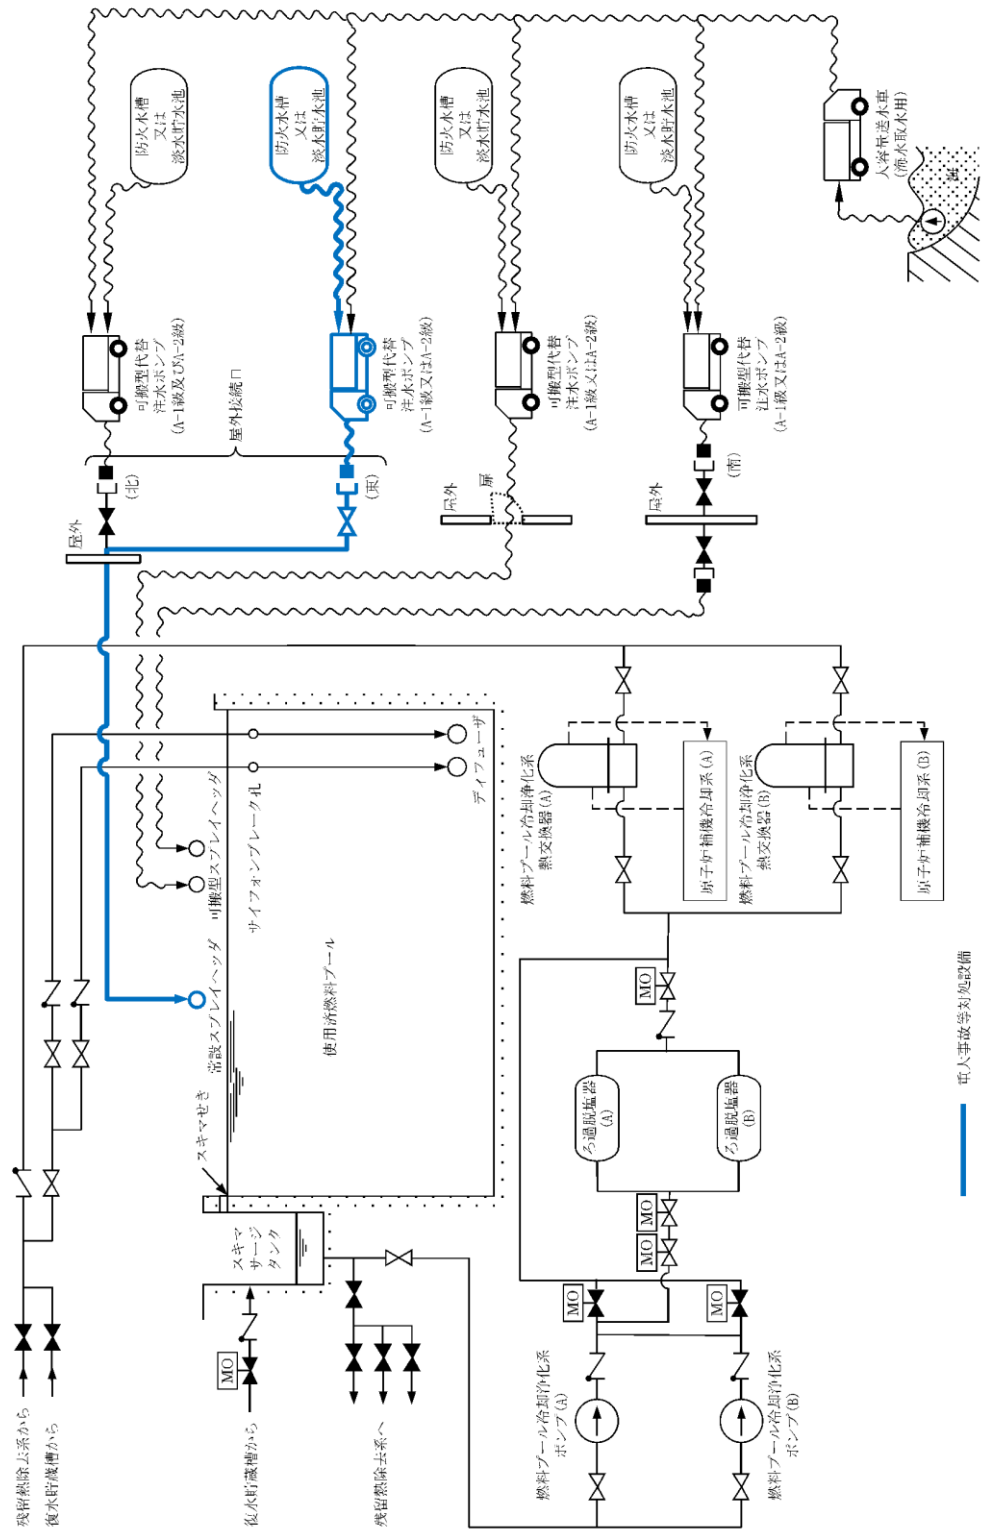 防火水槽
又は
淡水貯水池
防火水槽
又は
淡水貯水池
防火水槽
又は
淡水貯水池
防火水槽
又は
淡水貯水池
大容量送水車
(海水取水用)
海
可搬型代替
注水ポンプ
(A-1級及びA-2級)
可搬型代替
注水ポンプ
(A-1級又はA-2級)
可搬型代替
注水ポンプ
(A-1級又はA-2級)
可搬型代替
注水ポンプ
(A-1級又はA-2級)
屋外接続口
(北)
(東)
(南)
屋外
屋外
扉
屋外
ディフューザ
可搬型スプレイヘッダ
サイフォンブレーク孔
常設スプレイヘッダ
使用済燃料プール
スキマせき
スキマ
サージ
タンク
燃料プール冷却浄化系
熱交換器(A)
原子炉補機冷却系(A)
燃料プール冷却浄化系
熱交換器(B)
原子炉補機冷却系(B)
MO
ろ過脱塩器
(A)
ろ過脱塩器
(B)
MO
MO
MO
MO
MO
燃料プール冷却浄化系
ポンプ(A)
燃料プール冷却浄化系
ポンプ(B)
残留熱除去系から
復水貯蔵槽から
復水貯蔵槽から
残留熱除去系へ
重大事故等対処設備